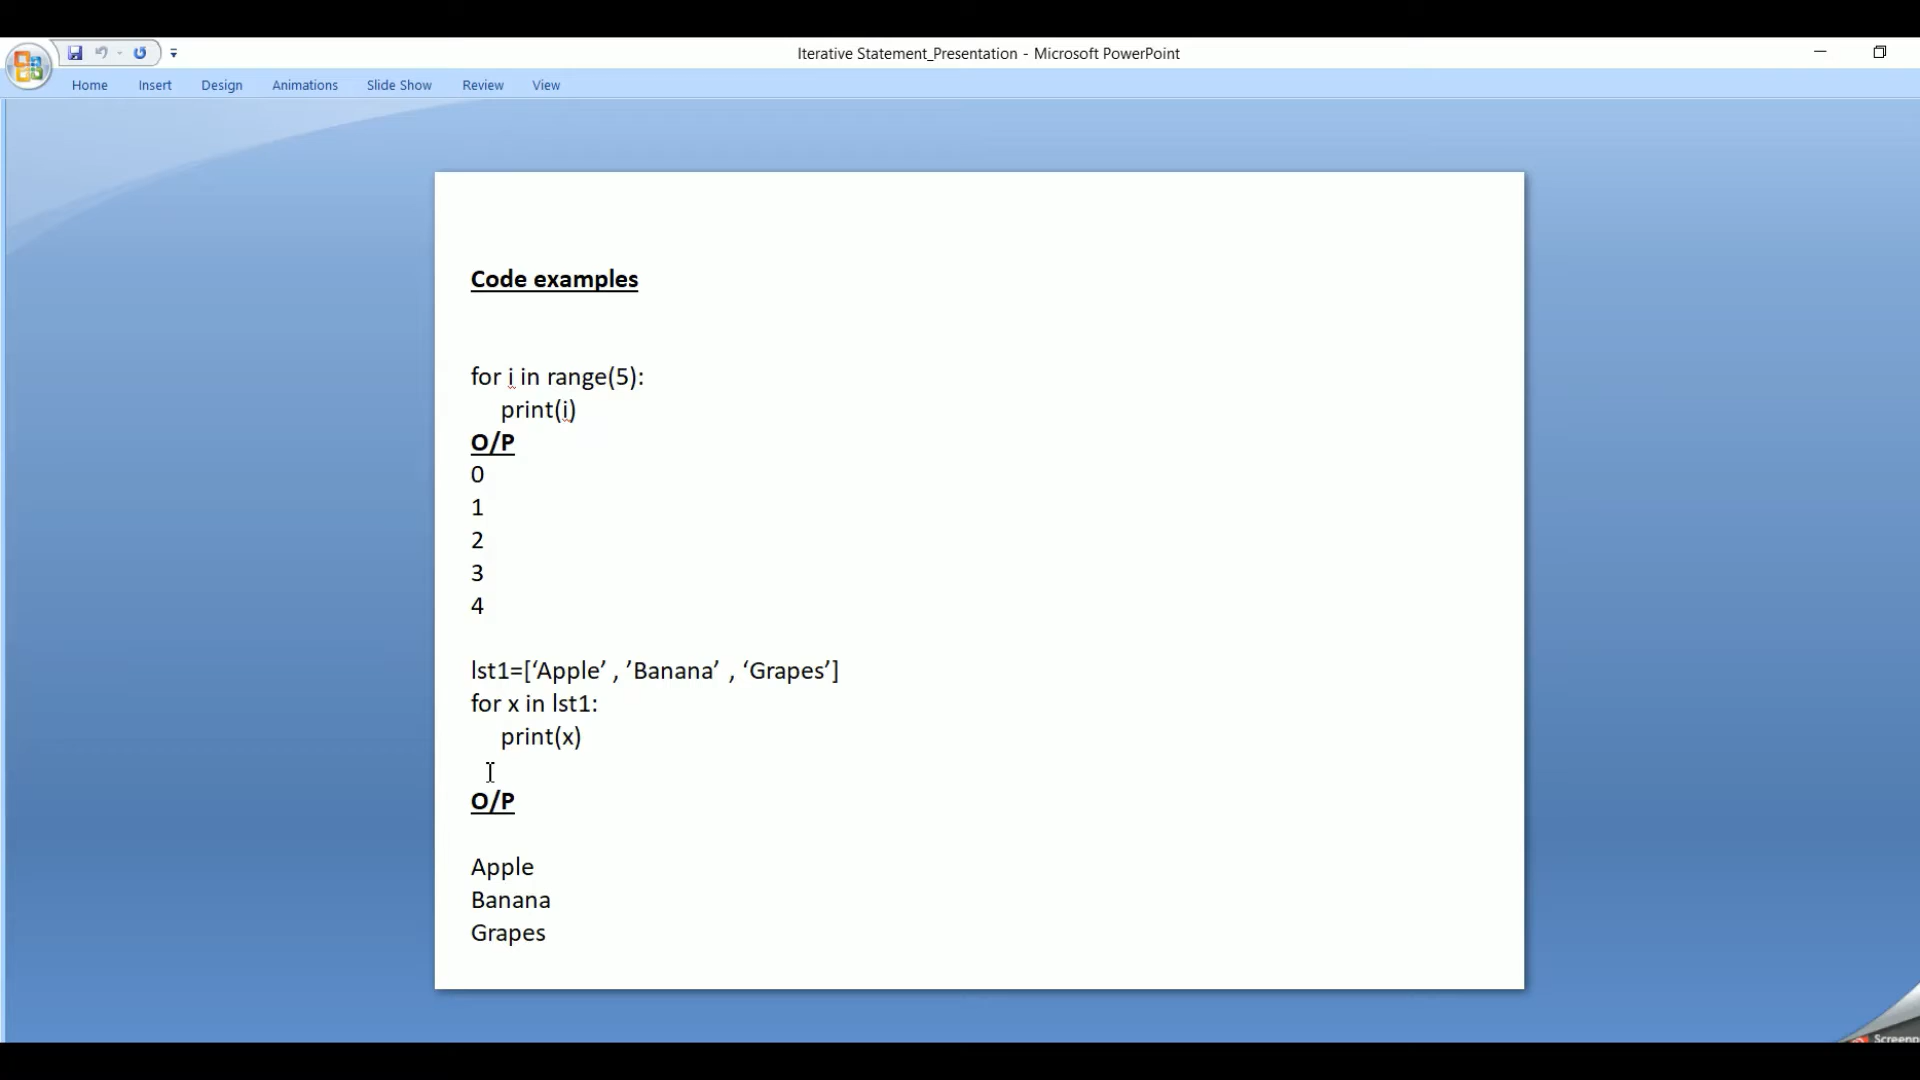 Iterative Statement_Presentation - Microsoft PowerPoint
Home Insert Design Animations Slide Show Review View
Code examples
for i in range(5):
print(i)
O/P
0
1
2
3
4
lst1=[‘Apple’ , ’Banana’ , ‘Grapes’]
for x in lst1:
print(x)
O/P
Apple
Banana
Grapes